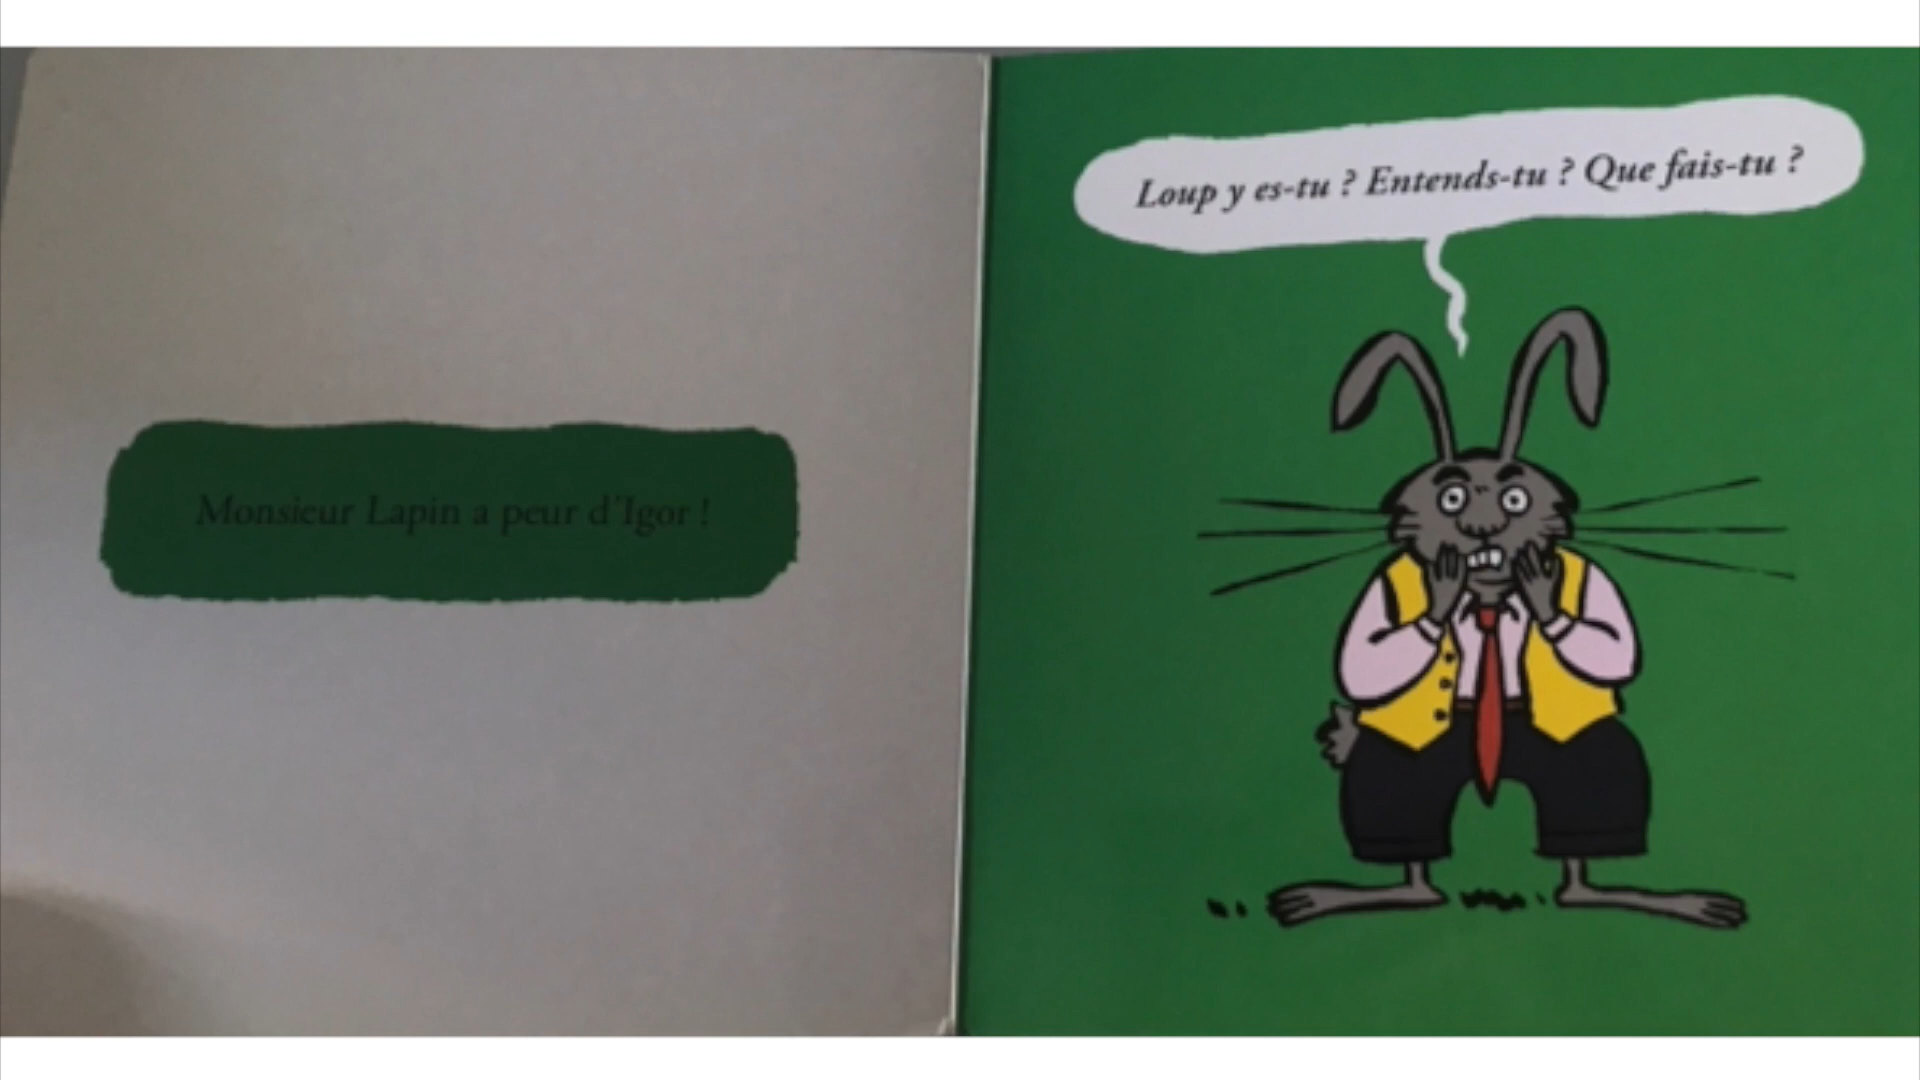 Monsieur Lapin a peur d'Igor !
Loup y es-tu ? Entends-tu ? Que fais-tu ?